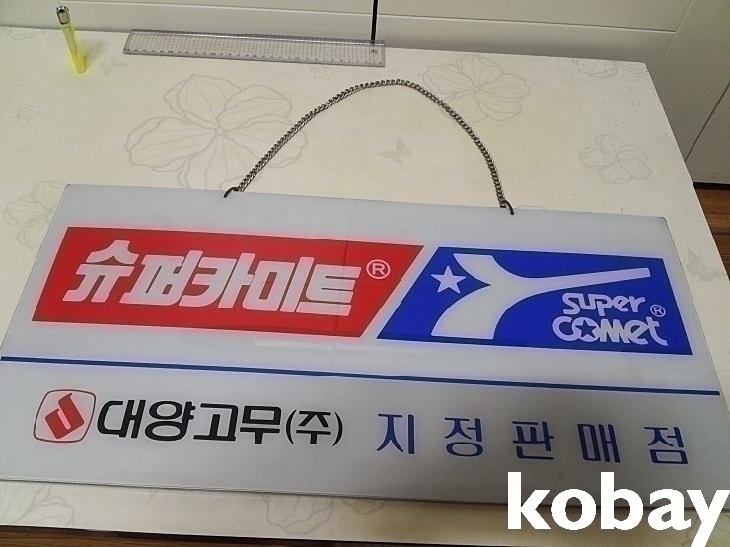 슈퍼카미트®
super
comet®
대양고무(주) 지정판매점
kobay